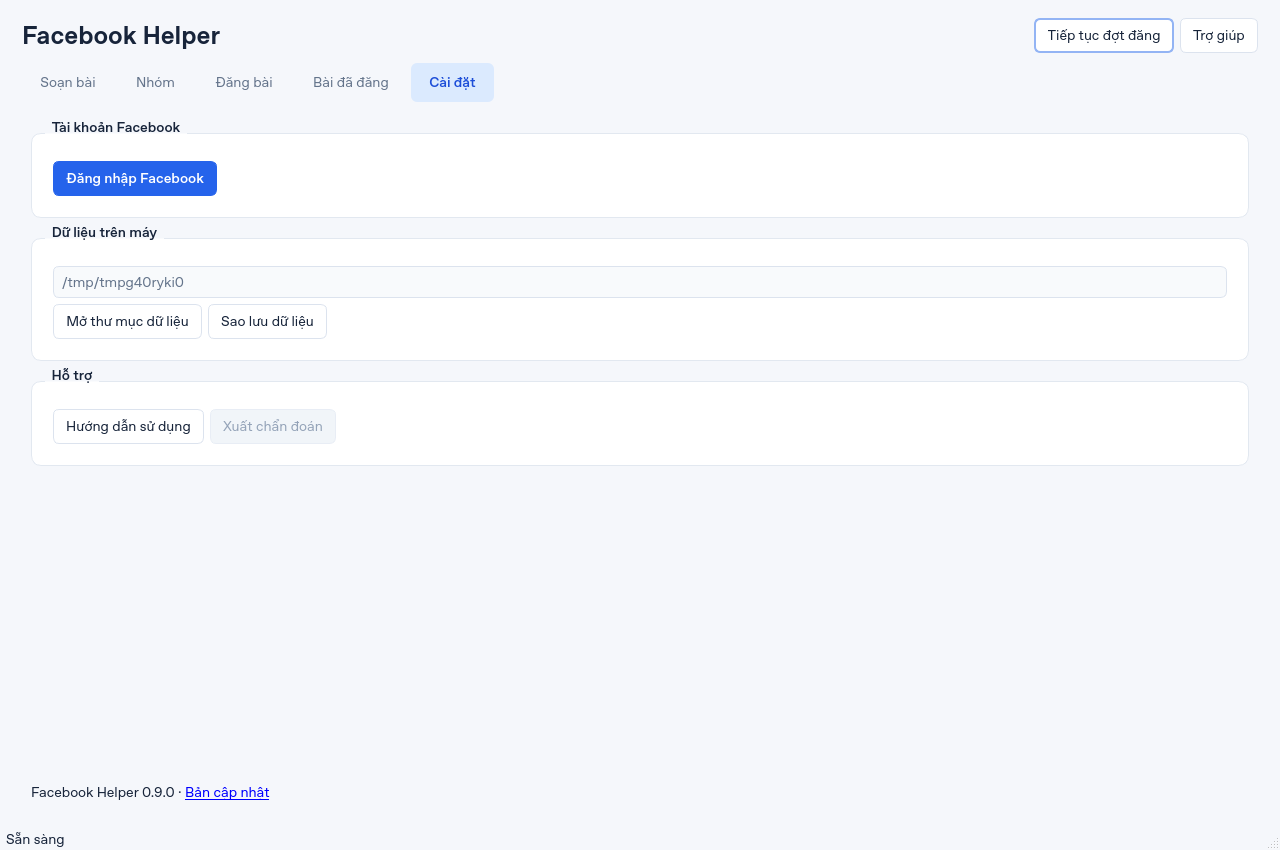 Facebook Helper
Tiếp tục đợt đăng
Trợ giúp
Soạn bài
Nhóm
Đăng bài
Bài đã đăng
Cài đặt
Tài khoản Facebook
Đăng nhập Facebook
Dữ liệu trên máy
/tmp/tmpg40ryki0
Mở thư mục dữ liệu
Sao lưu dữ liệu
Hỗ trợ
Hướng dẫn sử dụng
Xuất chẩn đoán
Facebook Helper 0.9.0 · Bản cập nhật
Sẵn sàng